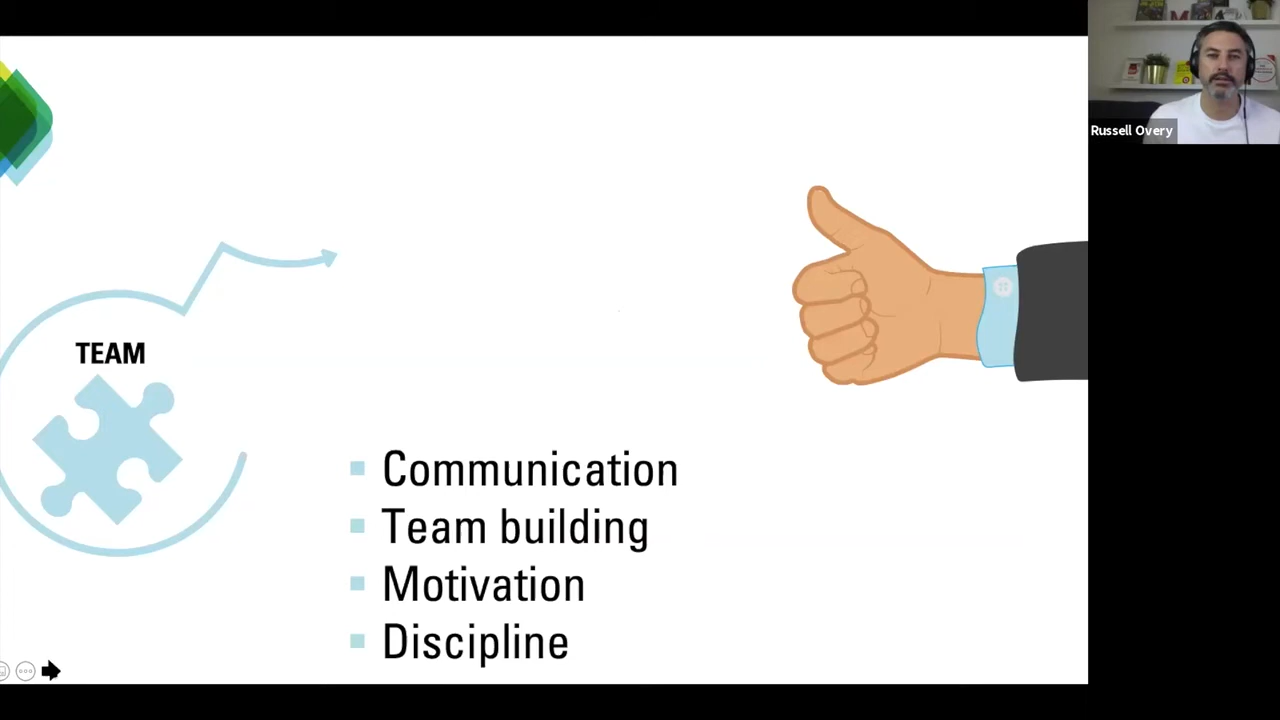 Russell Overy
TEAM
Communication
Team building
Motivation
Discipline